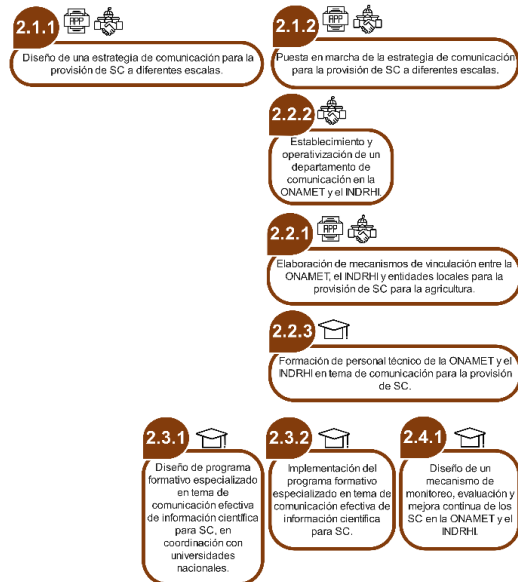 2.1.1
APP
Diseño de una estrategia de comunicación para la
provisión de SC a diferentes escalas.
2.1.2
APP
Puesta en marcha de la estrategia de comunicación
para la provisión de SC a diferentes escalas.
2.2.2
Establecimiento y
operativización de un
departamento de
comunicación en la
ONAMET y el INDRHI.
2.2.1
APP
Elaboración de mecanismos de vinculación entre la
ONAMET, el INDRHI y entidades locales para la
provisión de SC para la agricultura.
2.2.3
Formación de personal técnico de la ONAMET y el
INDRHI en tema de comunicación para la provisión
de SC.
2.3.1
Diseño de programa
formativo especializado
en tema de
comunicación efectiva
de información científica
para SC, en
coordinación con
universidades
nacionales.
2.3.2
Implementación del
programa formativo
especializado en tema de
comunicación efectiva de
información científica
para SC.
2.4.1
Diseño de un
mecanismo de
monitoreo, evaluación y
mejora continua de los
SC en la ONAMET y el
INDRHI.